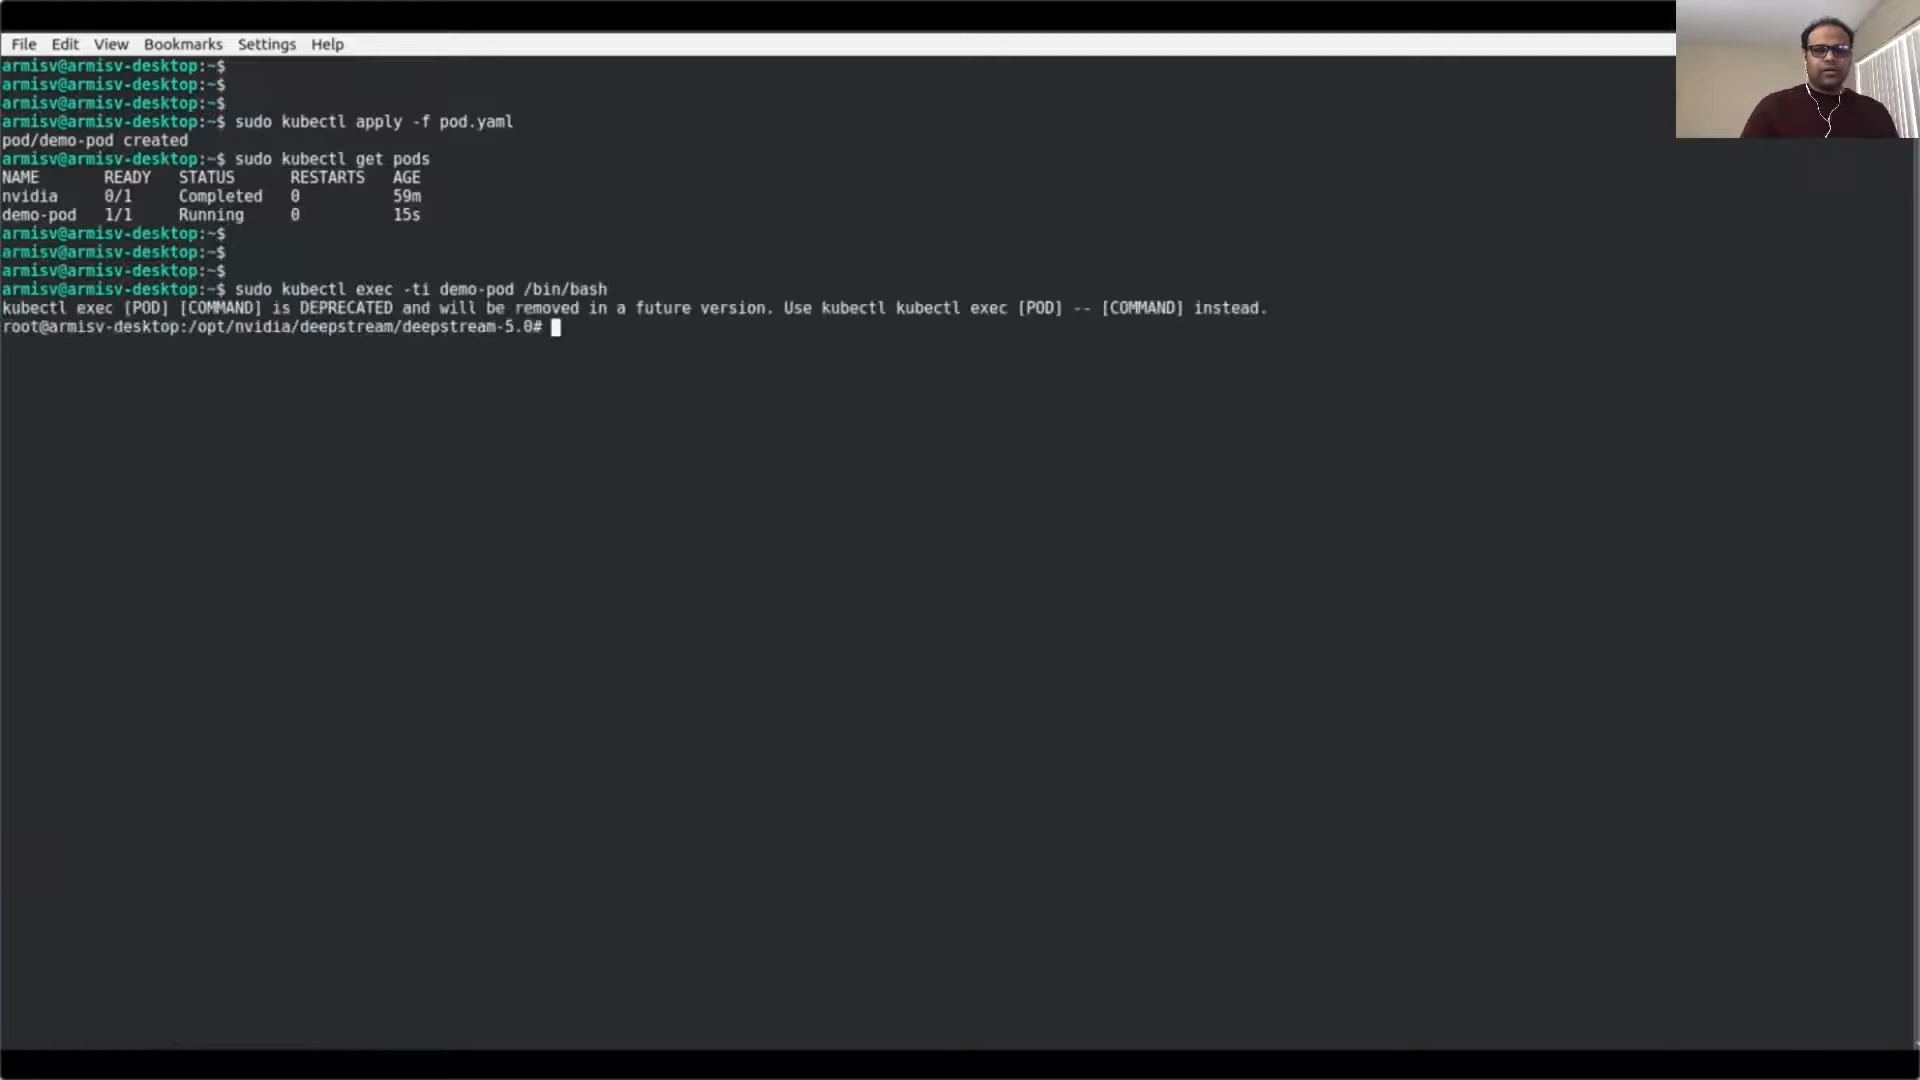 File Edit View Bookmarks Settings Help
armisv@armisv-desktop:~$
armisv@armisv-desktop:~$
armisv@armisv-desktop:~$
armisv@armisv-desktop:~$ sudo kubectl apply -f pod.yaml
pod/demo-pod created
armisv@armisv-desktop:~$ sudo kubectl get pods
NAME READY STATUS RESTARTS AGE
nvidia 0/1 Completed 0 59m
demo-pod 1/1 Running 0 15s
armisv@armisv-desktop:~$
armisv@armisv-desktop:~$
armisv@armisv-desktop:~$
armisv@armisv-desktop:~$ sudo kubectl exec -ti demo-pod /bin/bash
kubectl exec [POD] [COMMAND] is DEPRECATED and will be removed in a future version. Use kubectl kubectl exec [POD] -- [COMMAND] instead.
root@armisv-desktop:/opt/nvidia/deepstream/deepstream-5.0#